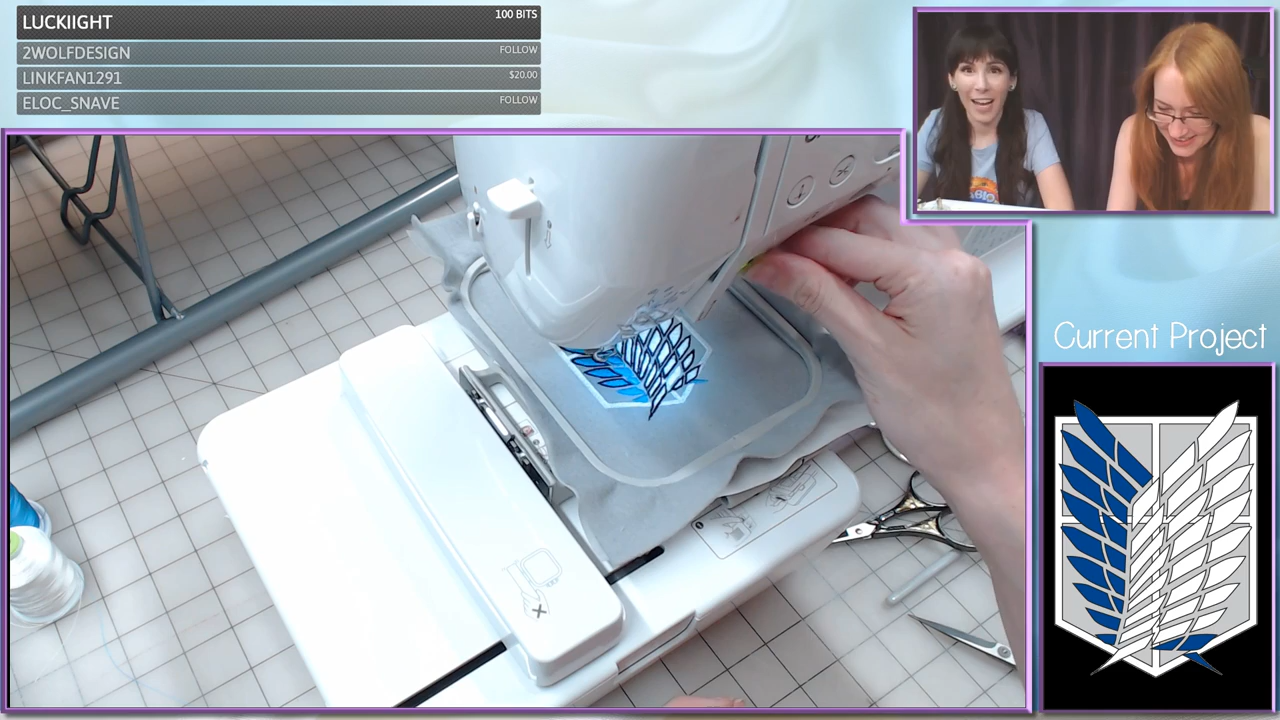 LUCKIIGHT 100 BITS
2WOLFDESIGN FOLLOW
LINKFAN1291 $20.00
ELOC_SNAVE FOLLOW
Current Project